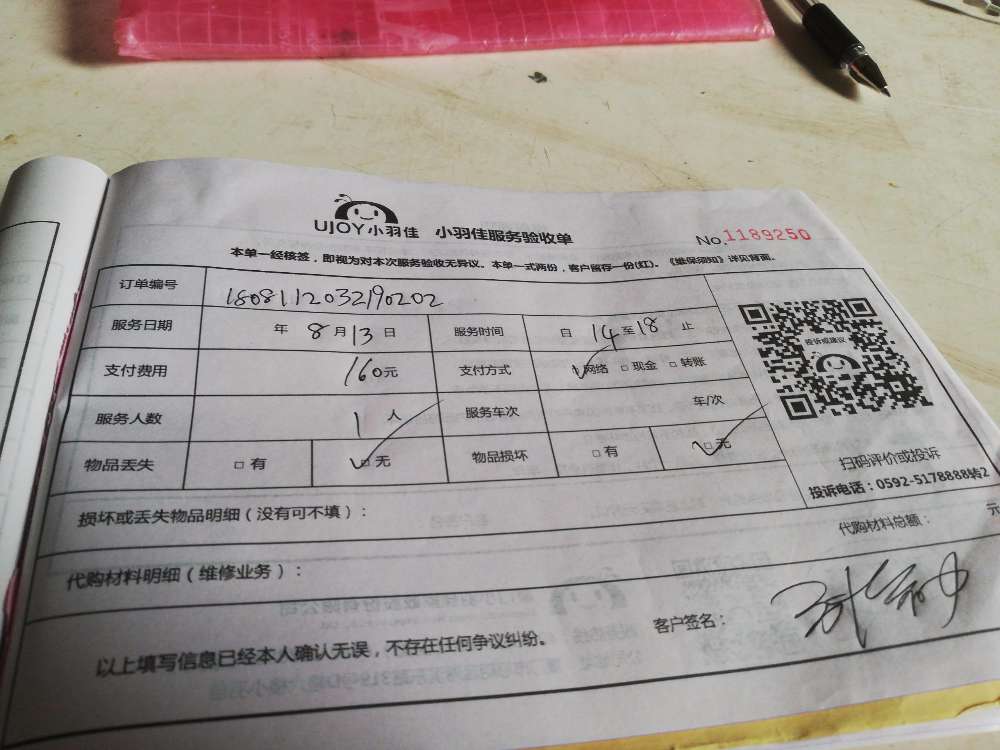 UJOY小羽佳 小羽佳服务验收单
No.1189250
本单一经核签，即视为对本次服务验收无异议。本单一式两份，客户留存一份(红)。《维保须知》详见背面。
订单编号 1808112032190202
服务日期 年 8 月 13 日 服务时间 自 14 至 18 止
支付费用 160元 支付方式 ☑网络 □现金 □转账
服务人数 1 人 服务车次 车/次
物品丢失 □有 ☑无 物品损坏 □有 ☑无
投诉或建议
扫码评价或投诉
投诉电话：0592-5178888转2
损坏或丢失物品明细（没有可不填）：
代购材料明细（维修业务）： 代购材料总额： 元
以上填写信息已经本人确认无误，不存在任何争议纠纷。 客户签名：